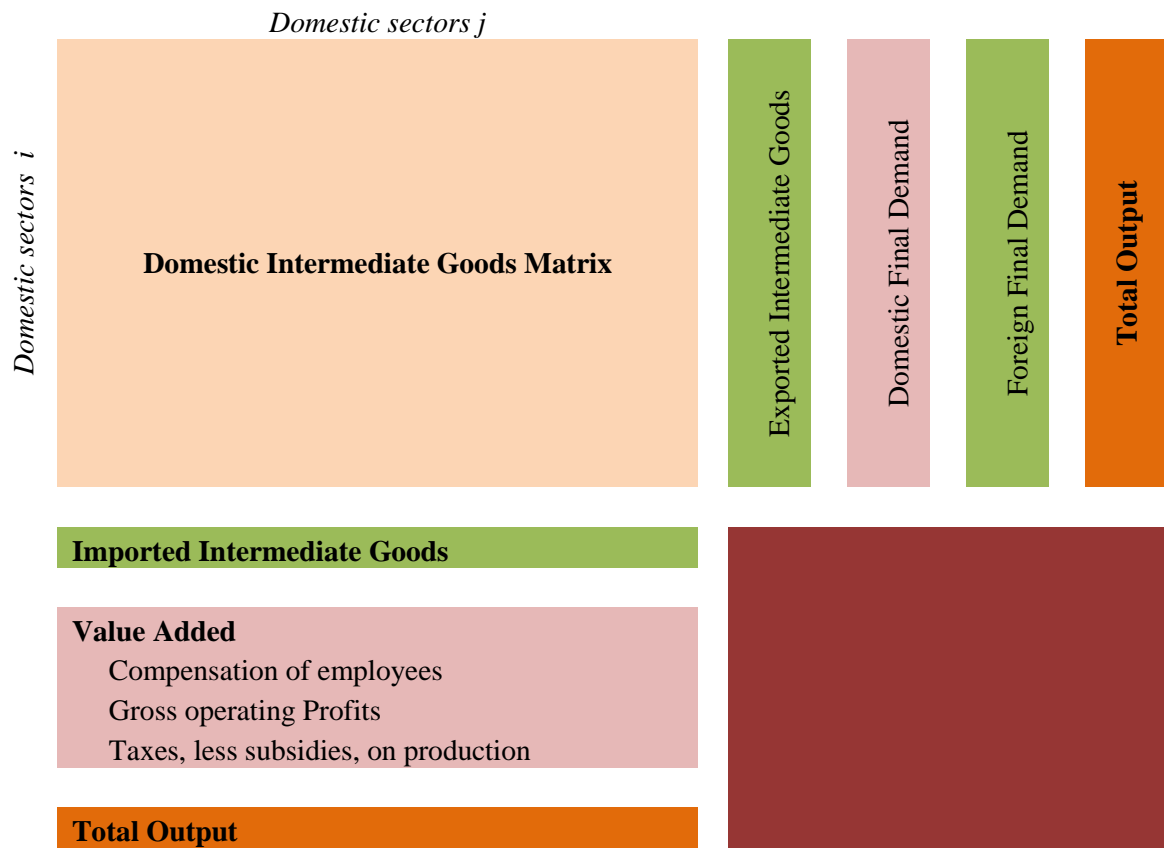 Domestic sectors j
Domestic sectors i
Domestic Intermediate Goods Matrix
Exported Intermediate Goods
Domestic Final Demand
Foreign Final Demand
Total Output
Imported Intermediate Goods
Value Added
Compensation of employees
Gross operating Profits
Taxes, less subsidies, on production
Total Output